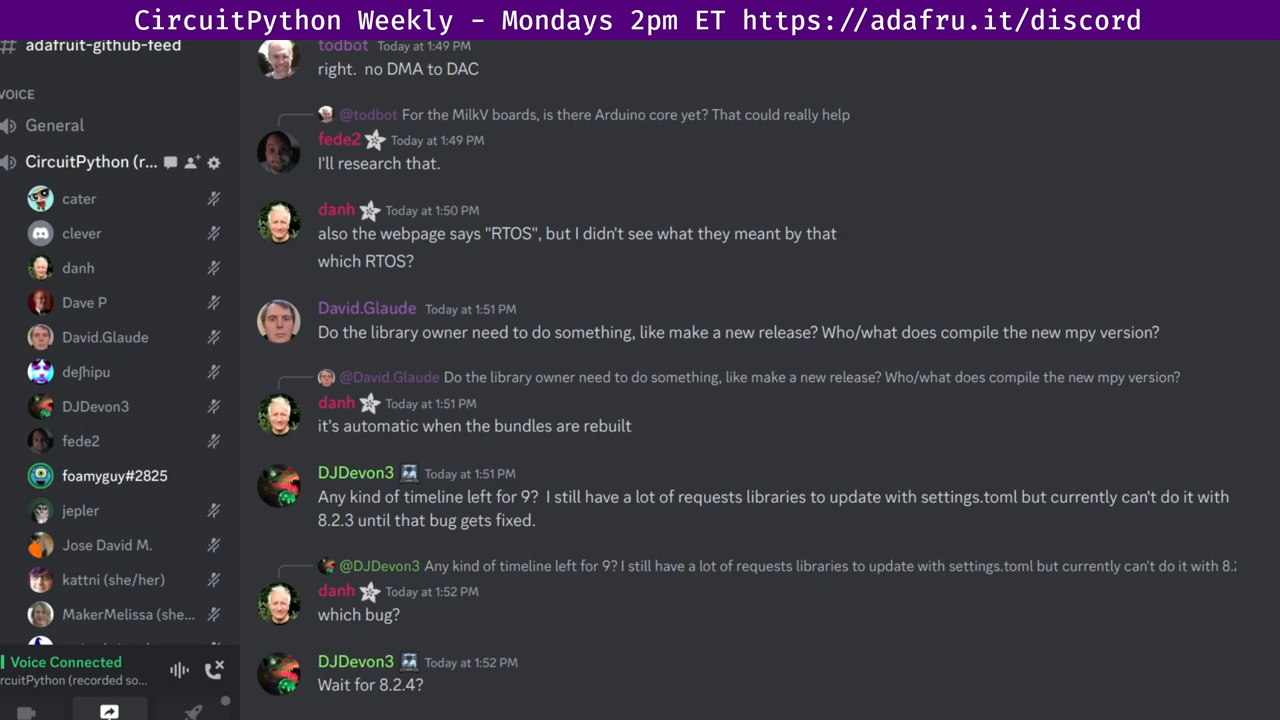 CircuitPython Weekly - Mondays 2pm ET https://adafru.it/discord
# adafruit-github-feed
VOICE
General
CircuitPython (r...
cater
clever
danh
Dave P
David.Glaude
deʃhipu
DJDevon3
fede2
foamyguy#2825
jepler
Jose David M.
kattni (she/her)
MakerMelissa (she...
Voice Connected
rcuitPython (recorded so...
todbot Today at 1:49 PM
right. no DMA to DAC
@todbot For the MilkV boards, is there Arduino core yet? That could really help
fede2 Today at 1:49 PM
I'll research that.
danh Today at 1:50 PM
also the webpage says "RTOS", but I didn't see what they meant by that
which RTOS?
David.Glaude Today at 1:51 PM
Do the library owner need to do something, like make a new release? Who/what does compile the new mpy version?
@David.Glaude Do the library owner need to do something, like make a new release? Who/what does compile the new mpy version?
danh Today at 1:51 PM
it's automatic when the bundles are rebuilt
DJDevon3 Today at 1:51 PM
Any kind of timeline left for 9? I still have a lot of requests libraries to update with settings.toml but currently can't do it with
8.2.3 until that bug gets fixed.
@DJDevon3 Any kind of timeline left for 9? I still have a lot of requests libraries to update with settings.toml but currently can't do it with 8.2
danh Today at 1:52 PM
which bug?
DJDevon3 Today at 1:52 PM
Wait for 8.2.4?